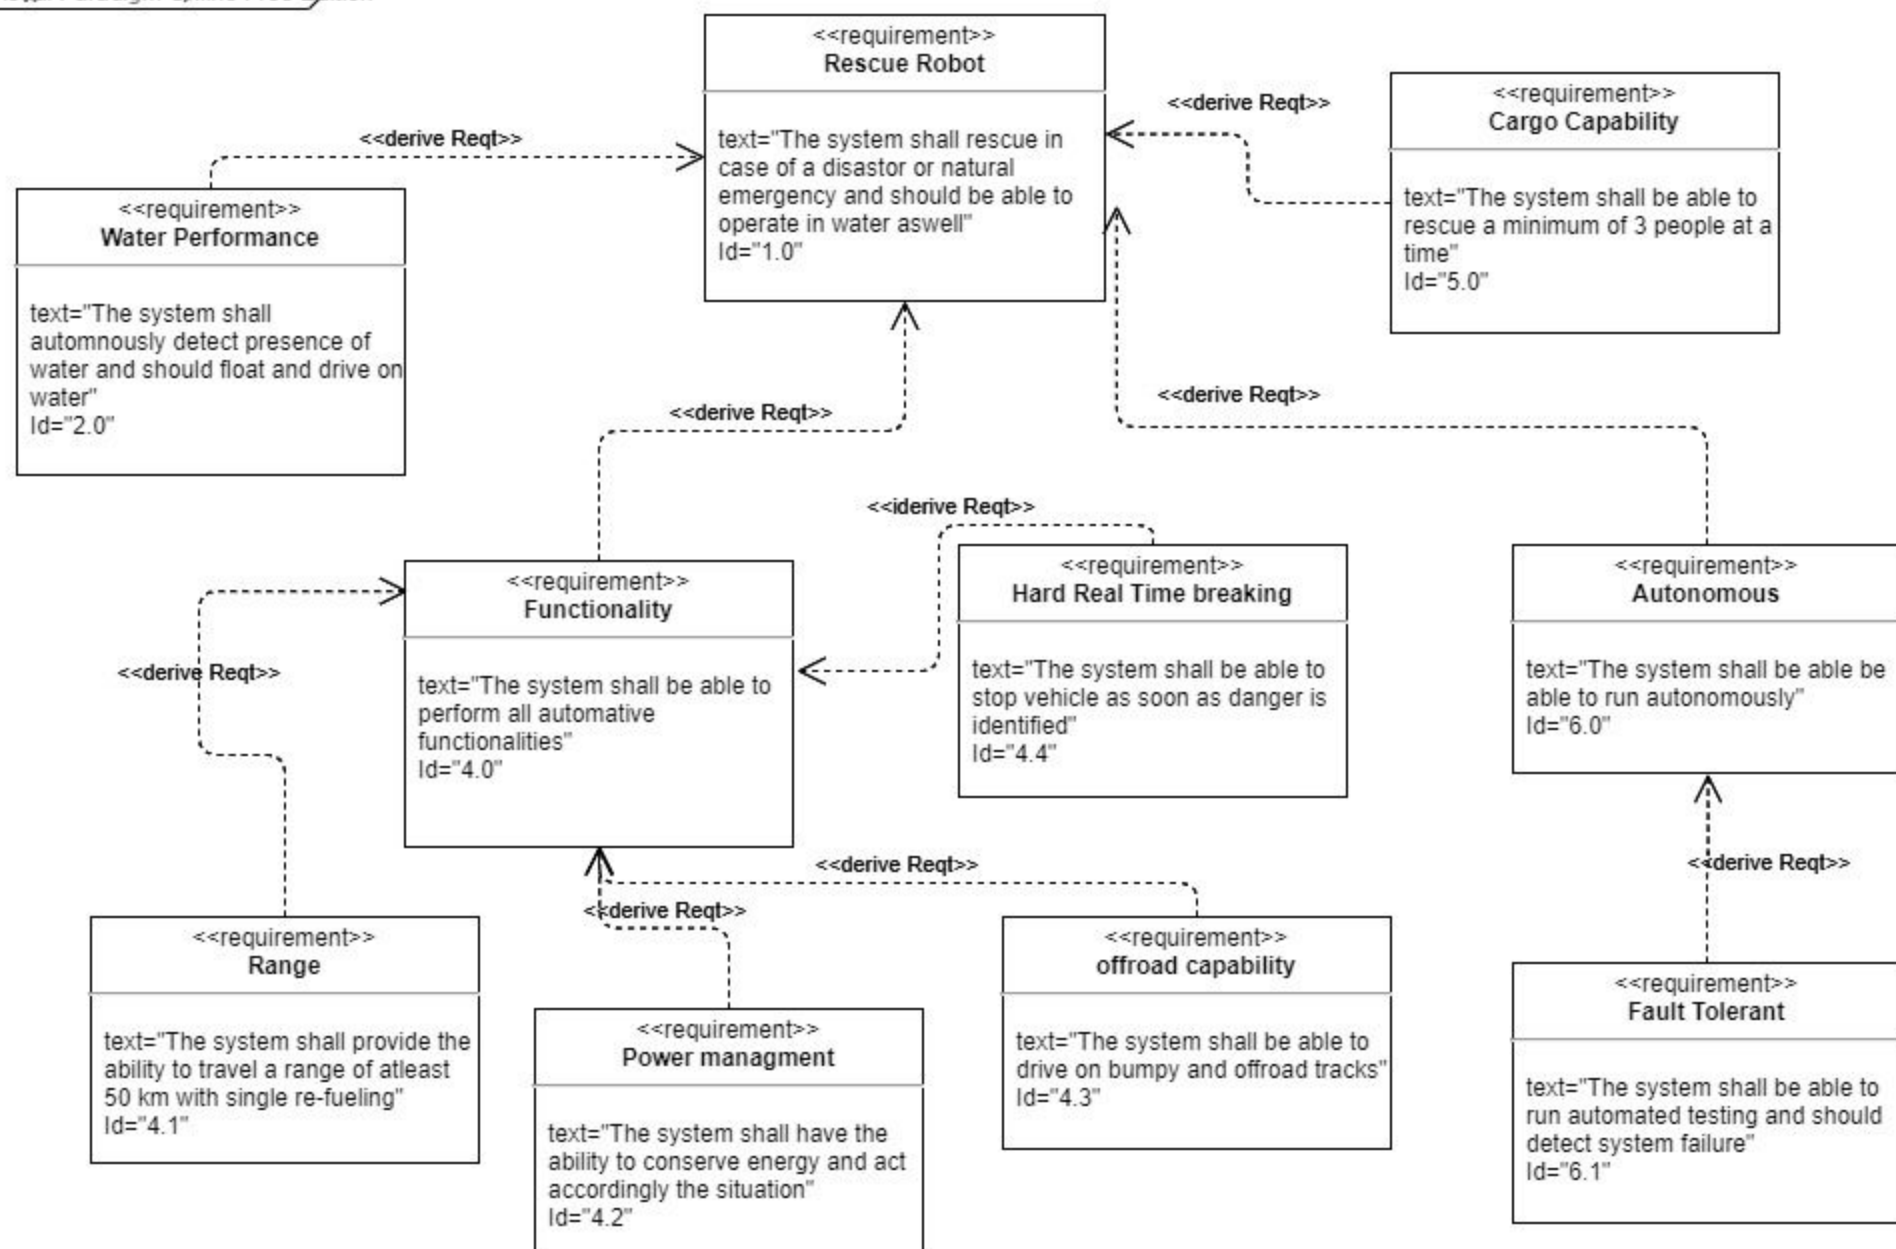 <<requirement>>
Rescue Robot
text="The system shall rescue in
case of a disastor or natural
emergency and should be able to
operate in water aswell"
Id="1.0"
<<derive Reqt>>
<<requirement>>
Cargo Capability
text="The system shall be able to
rescue a minimum of 3 people at a
time"
Id="5.0"
<<derive Reqt>>
<<requirement>>
Water Performance
text="The system shall
automnously detect presence of
water and should float and drive on
water"
Id="2.0"
<<derive Reqt>>
<<derive Reqt>>
<<iderive Reqt>>
<<requirement>>
Functionality
text="The system shall be able to
perform all automative
functionalities"
Id="4.0"
<<requirement>>
Hard Real Time breaking
text="The system shall be able to
stop vehicle as soon as danger is
identified"
Id="4.4"
<<requirement>>
Autonomous
text="The system shall be able be
able to run autonomously"
Id="6.0"
<<derive Reqt>>
<<derive Reqt>>
<<derive Reqt>>
<<derive Reqt>>
<<requirement>>
Range
text="The system shall provide the
ability to travel a range of atleast
50 km with single re-fueling"
Id="4.1"
<<requirement>>
Power managment
text="The system shall have the
ability to conserve energy and act
accordingly the situation"
Id="4.2"
<<requirement>>
offroad capability
text="The system shall be able to
drive on bumpy and offroad tracks"
Id="4.3"
<<requirement>>
Fault Tolerant
text="The system shall be able to
run automated testing and should
detect system failure"
Id="6.1"